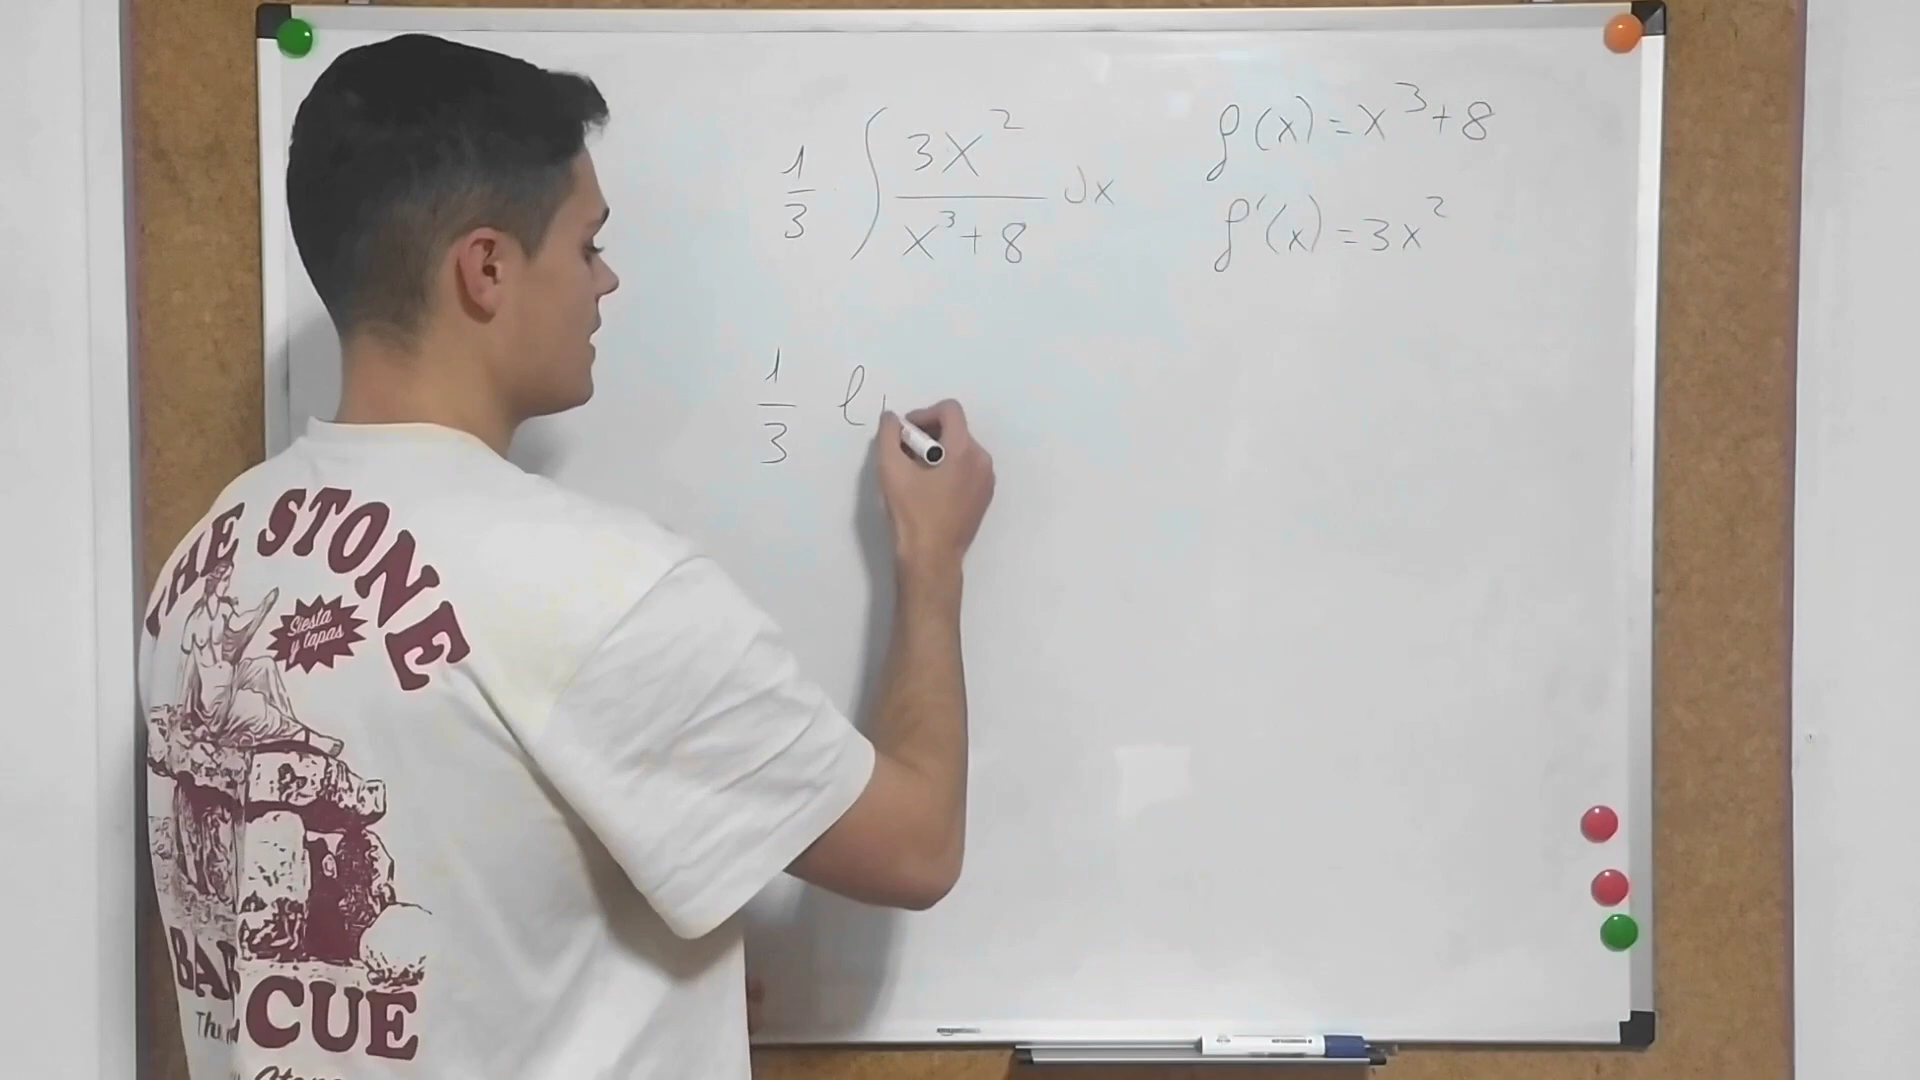 1/3 ∫ 3x²/(x³+8) dx
f(x)=x³+8
f'(x)=3x²
1/3 l
THE STONE
Siesta
y tapas
CUE